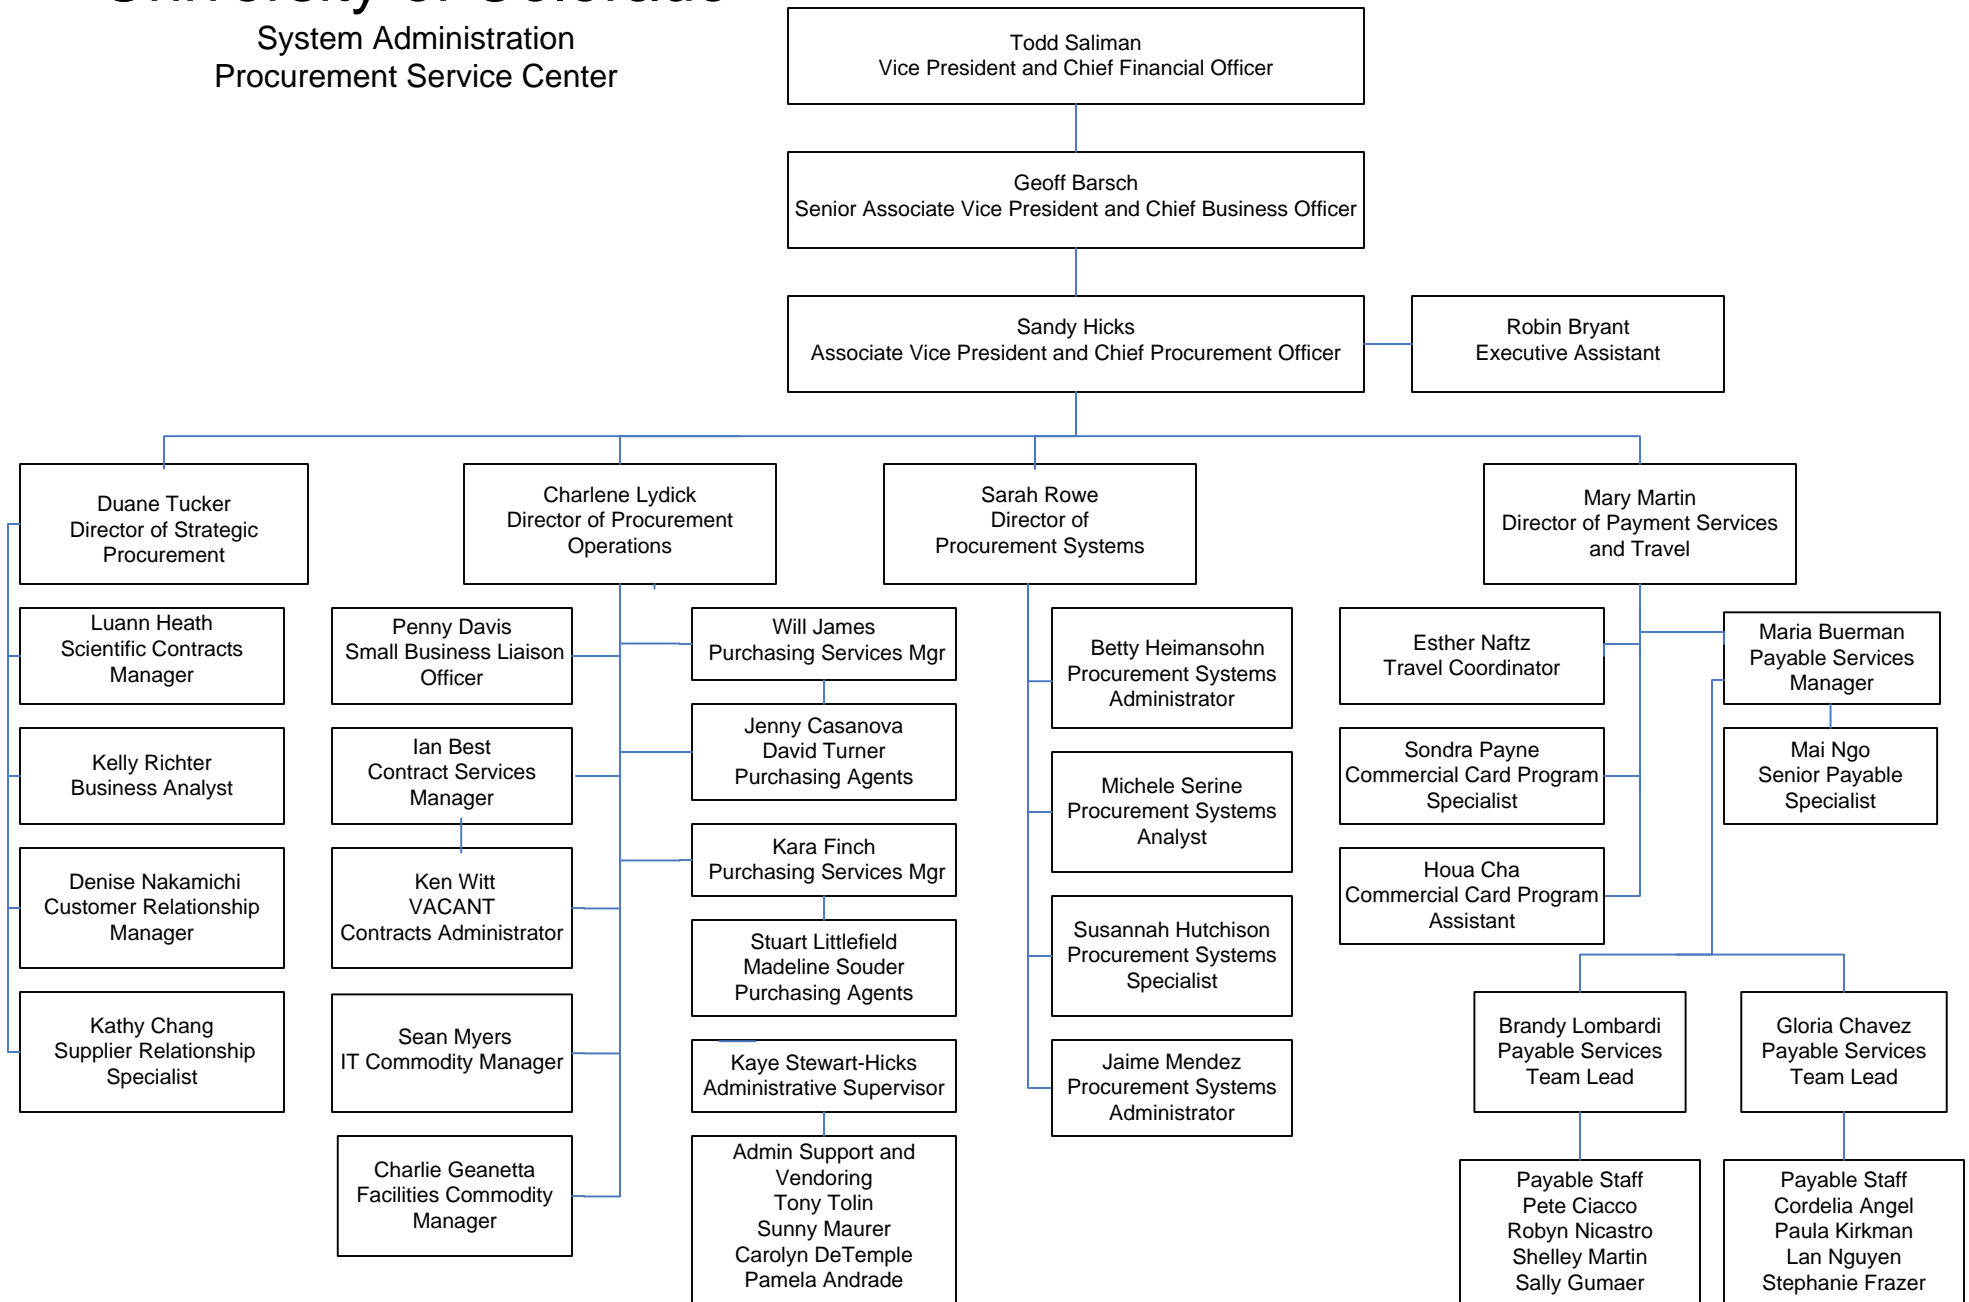 System Administration
Procurement Service Center
Todd Saliman
Vice President and Chief Financial Officer
Geoff Barsch
Senior Associate Vice President and Chief Business Officer
Sandy Hicks
Associate Vice President and Chief Procurement Officer
Robin Bryant
Executive Assistant
Duane Tucker
Director of Strategic
Procurement
Charlene Lydick
Director of Procurement
Operations
Sarah Rowe
Director of
Procurement Systems
Mary Martin
Director of Payment Services
and Travel
Luann Heath
Scientific Contracts
Manager
Kelly Richter
Business Analyst
Denise Nakamichi
Customer Relationship
Manager
Kathy Chang
Supplier Relationship
Specialist
Penny Davis
Small Business Liaison
Officer
Ian Best
Contract Services
Manager
Ken Witt
VACANT
Contracts Administrator
Sean Myers
IT Commodity Manager
Charlie Geanetta
Facilities Commodity
Manager
Will James
Purchasing Services Mgr
Jenny Casanova
David Turner
Purchasing Agents
Kara Finch
Purchasing Services Mgr
Stuart Littlefield
Madeline Souder
Purchasing Agents
Kaye Stewart-Hicks
Administrative Supervisor
Admin Support and
Vendoring
Tony Tolin
Sunny Maurer
Carolyn DeTemple
Pamela Andrade
Betty Heimansohn
Procurement Systems
Administrator
Michele Serine
Procurement Systems
Analyst
Susannah Hutchison
Procurement Systems
Specialist
Jaime Mendez
Procurement Systems
Administrator
Esther Naftz
Travel Coordinator
Sondra Payne
Commercial Card Program
Specialist
Houa Cha
Commercial Card Program
Assistant
Maria Buerman
Payable Services
Manager
Mai Ngo
Senior Payable
Specialist
Brandy Lombardi
Payable Services
Team Lead
Gloria Chavez
Payable Services
Team Lead
Payable Staff
Pete Ciacco
Robyn Nicastro
Shelley Martin
Sally Gumaer
Payable Staff
Cordelia Angel
Paula Kirkman
Lan Nguyen
Stephanie Frazer